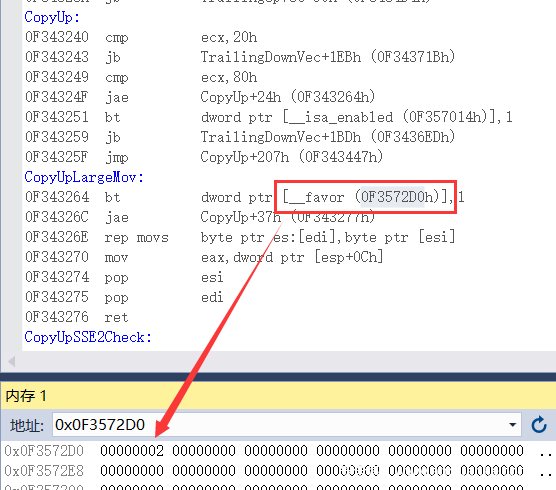 CopyUp:
0F343240 cmp ecx,20h
0F343243 jb TrailingDownVec+1EBh (0F34371Bh)
0F343249 cmp ecx,80h
0F34324F jae CopyUp+24h (0F343264h)
0F343251 bt dword ptr [__isa_enabled (0F357014h)],1
0F343259 jb TrailingDownVec+1BDh (0F3436EDh)
0F34325F jmp CopyUp+207h (0F343447h)
CopyUpLargeMov:
0F343264 bt dword ptr [__favor (0F3572D0h)],1
0F34326C jae CopyUp+37h (0F343277h)
0F34326E rep movs byte ptr es:[edi],byte ptr [esi]
0F343270 mov eax,dword ptr [esp+0Ch]
0F343274 pop esi
0F343275 pop edi
0F343276 ret
CopyUpSSE2Check:
内存 1
地址: 0x0F3572D0
0x0F3572D0 00000002 00000000 00000000 00000000 00000000 00000000 ..
0x0F3572E8 00000000 00000000 00000000 00000000 00000000 00000000 ..